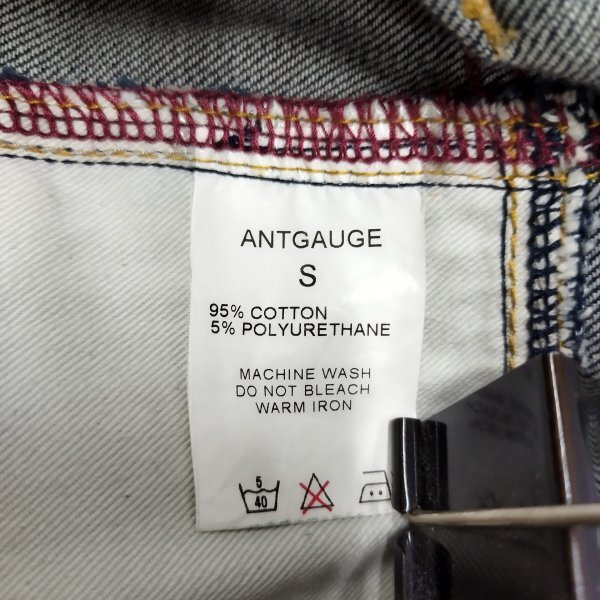 ANTGAUGE
S
95% COTTON
5% POLYURETHANE
MACHINE WASH
DO NOT BLEACH
WARM IRON
5
40